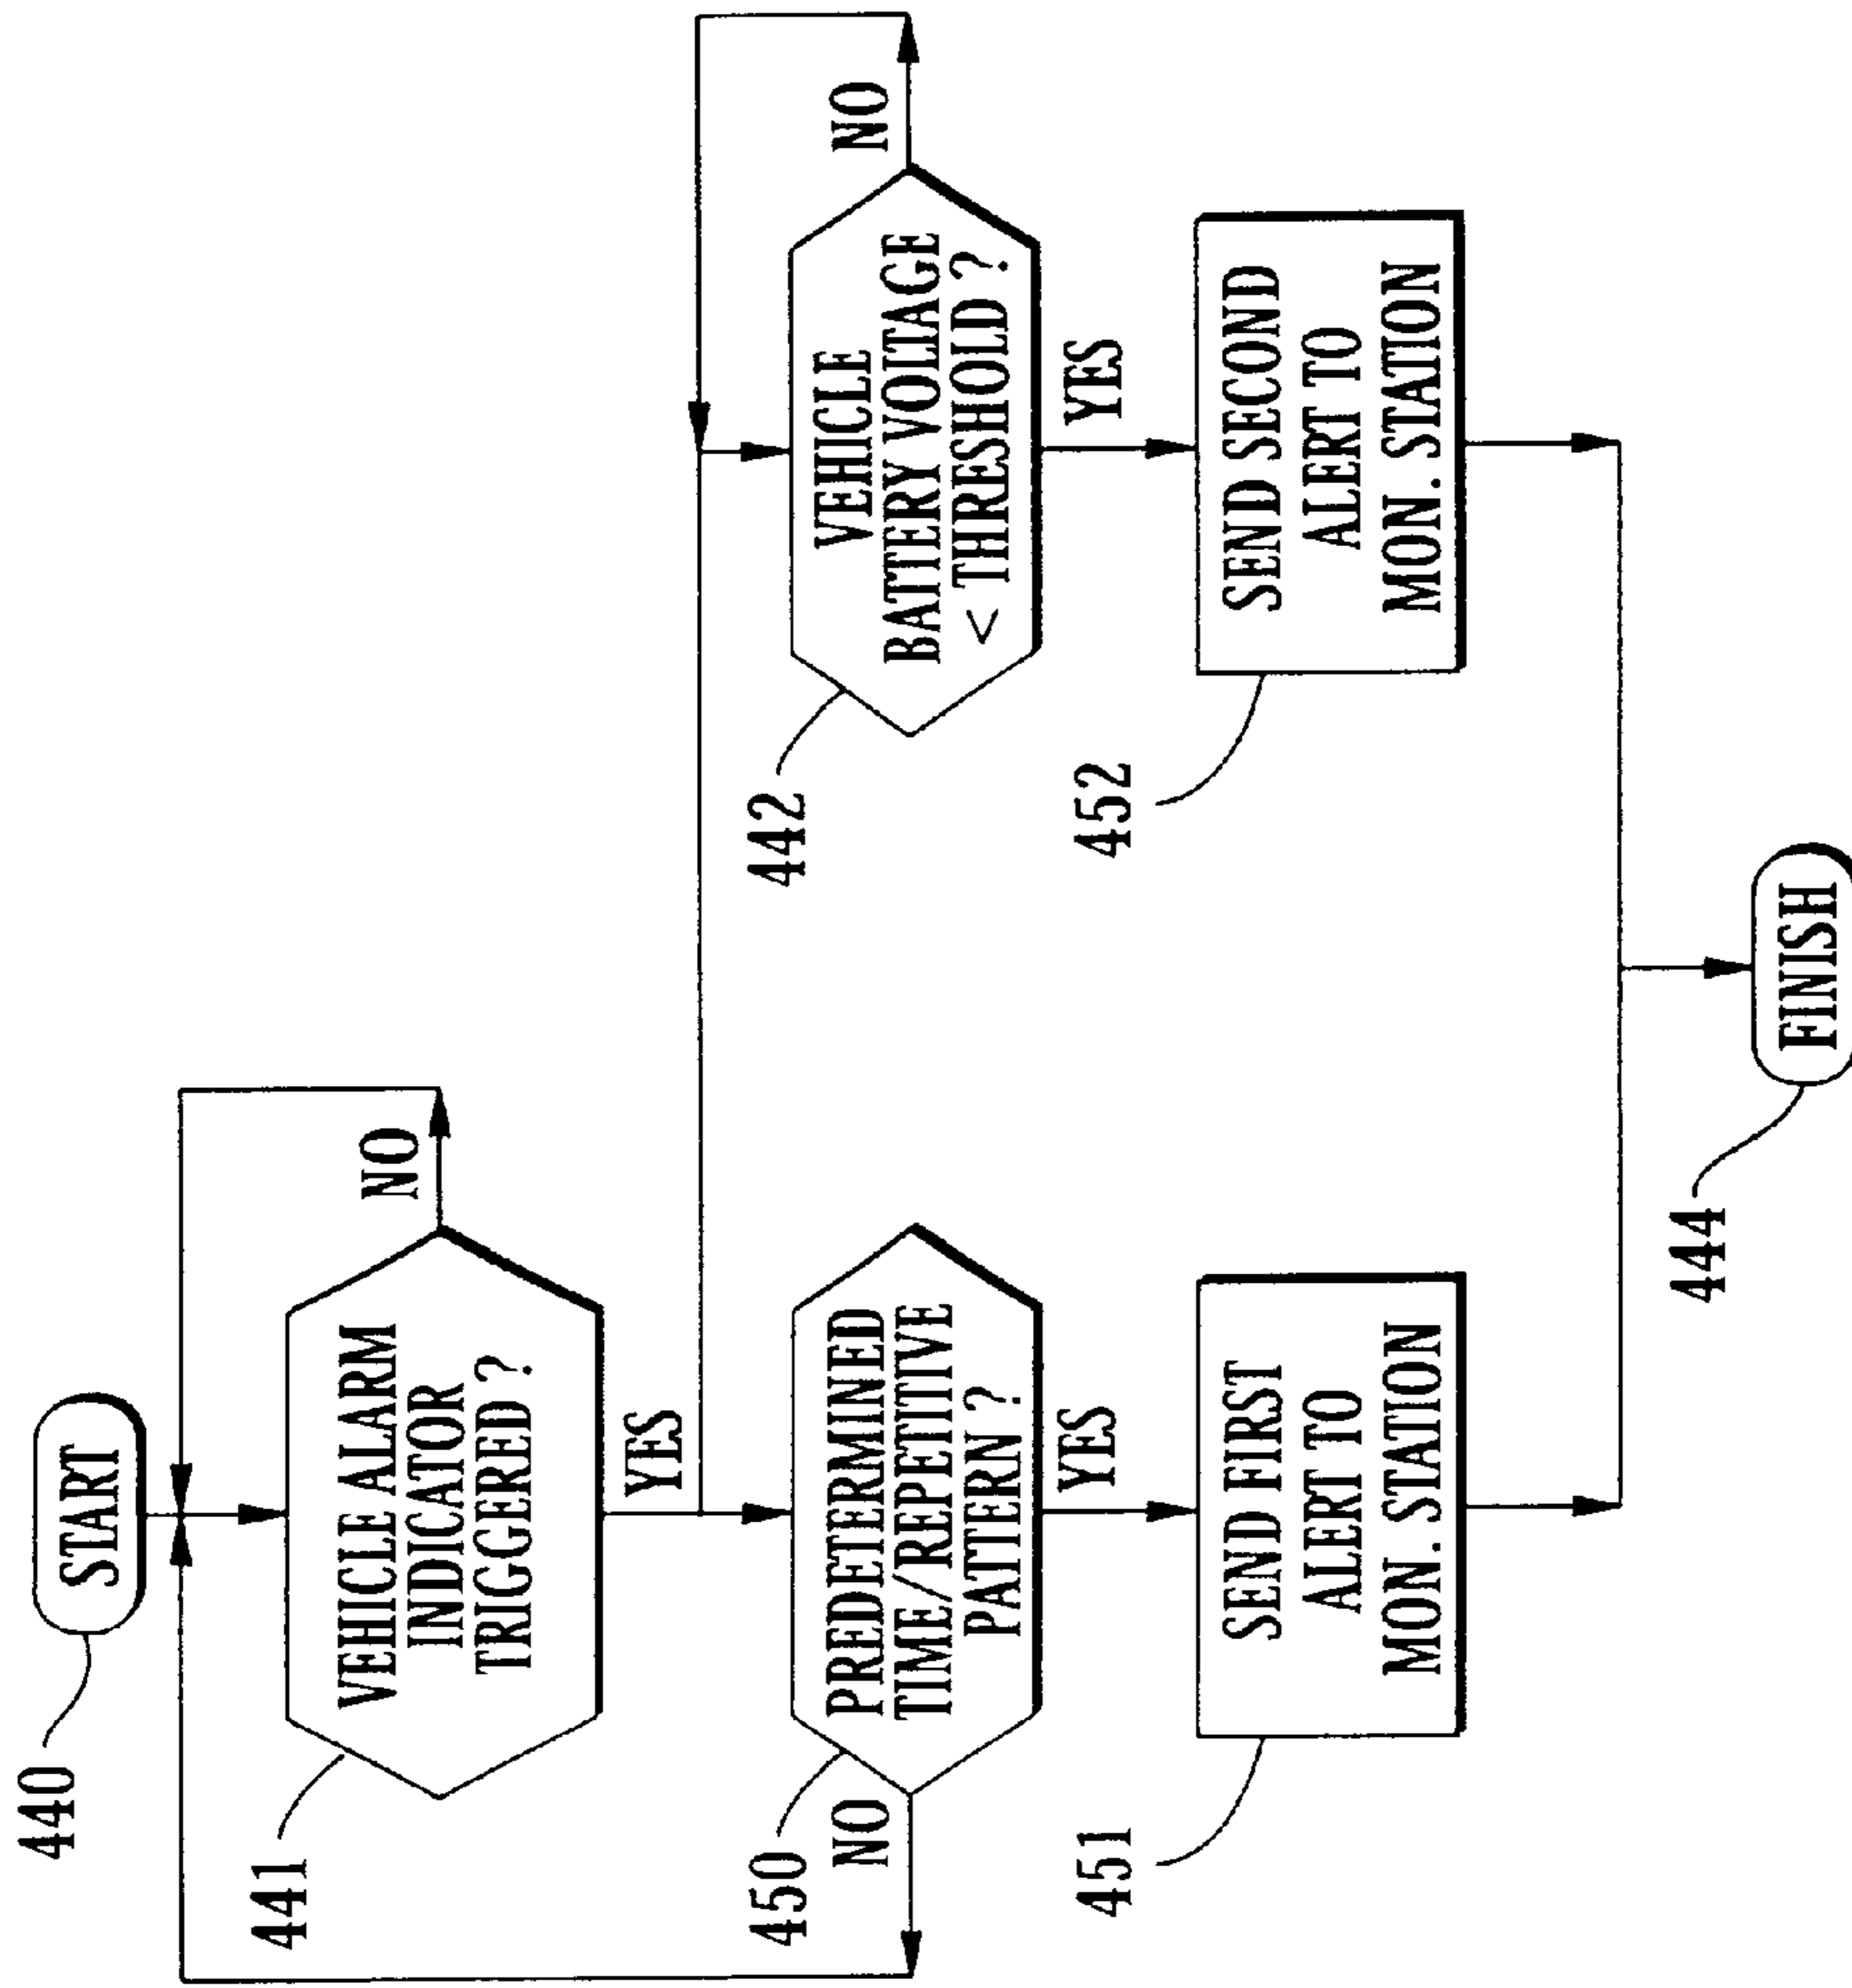 440
START
441
VEHICLE ALARM
INDICATOR
TRIGGERED ?
NO
YES
450
PREDETERMINED
TIME/REPETITIVE
PATTERN ?
NO
YES
442
VEHICLE
BATTERY VOLTAGE
< THRESHOLD ?
NO
YES
451
SEND FIRST
ALERT TO
MON. STATION
452
SEND SECOND
ALERT TO
MON. STATION
444
FINISH